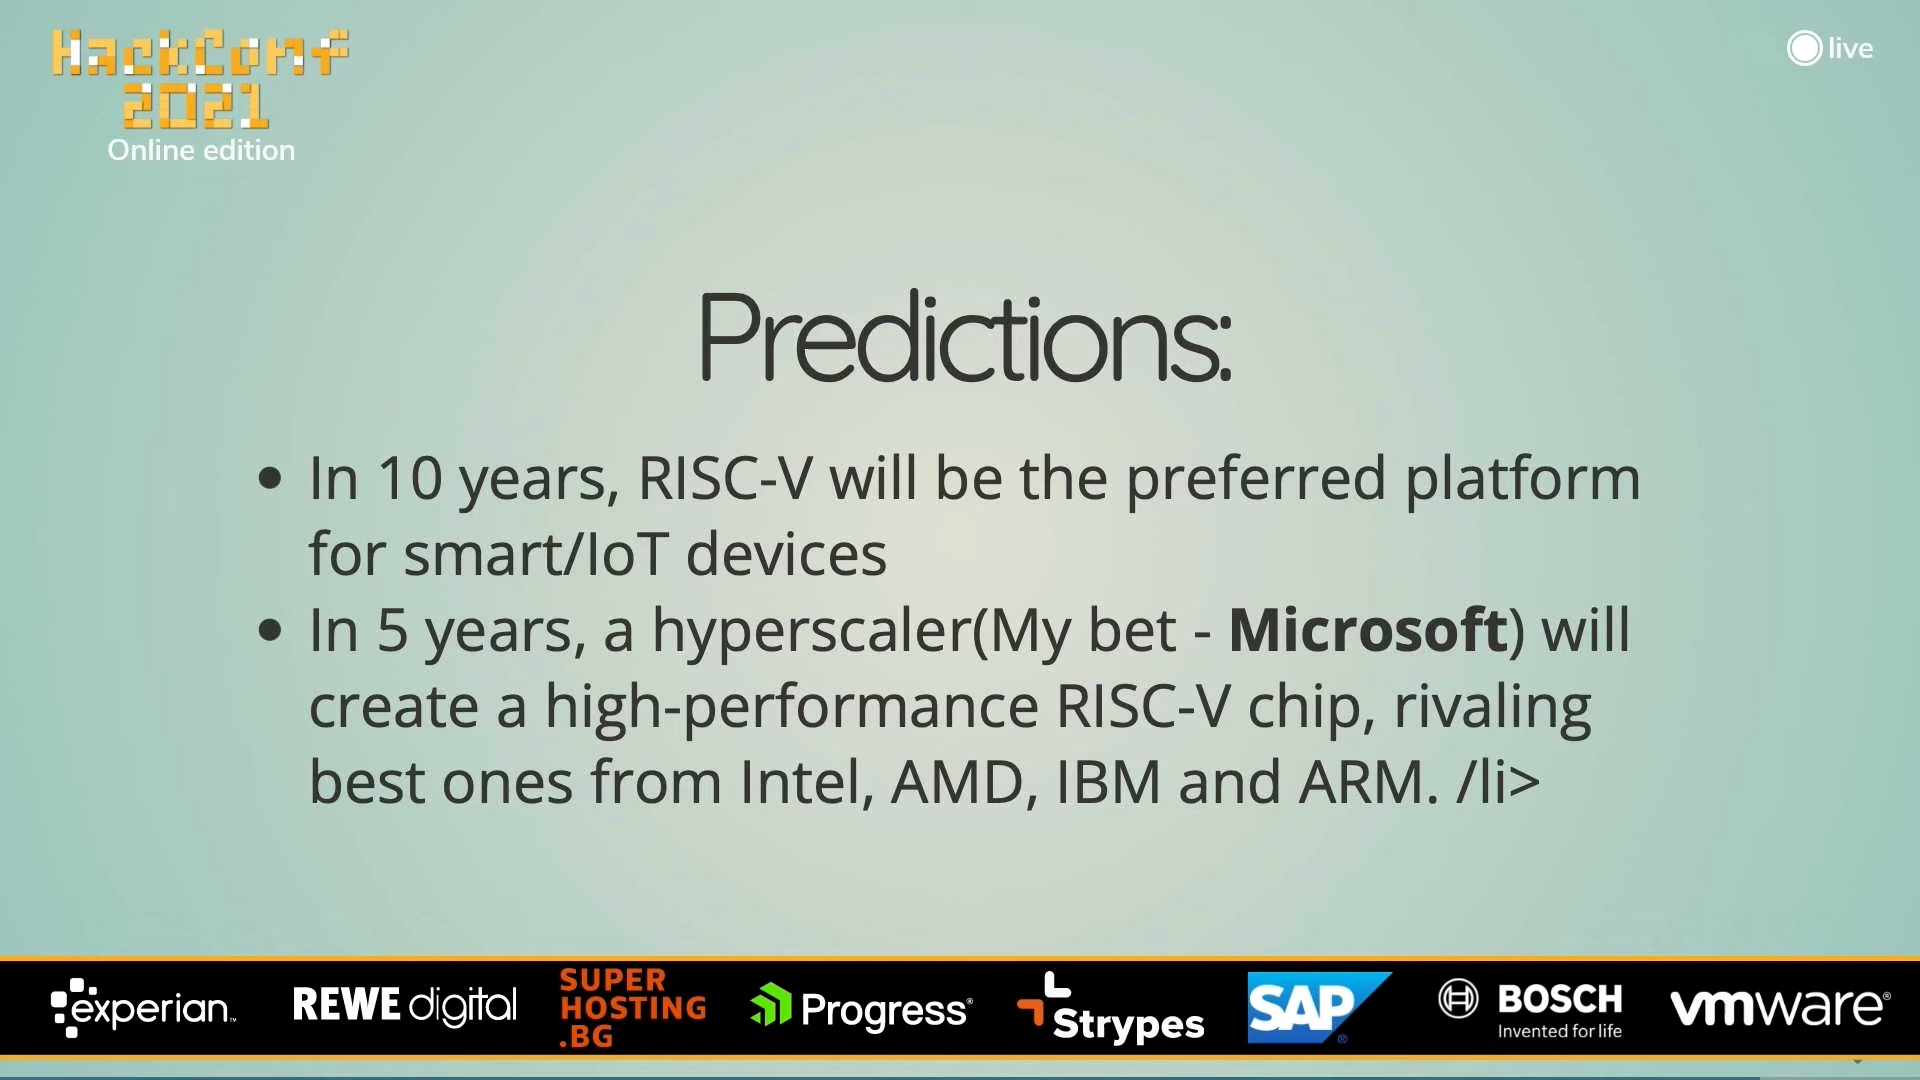 HackConf
2021
Online edition
live
Predictions:
• In 10 years, RISC-V will be the preferred platform
for smart/IoT devices
• In 5 years, a hyperscaler(My bet - Microsoft) will
create a high-performance RISC-V chip, rivaling
best ones from Intel, AMD, IBM and ARM. /li>
experian™
REWE digital
SUPER
HOSTING
.BG
Progress®
Strypes
SAP®
BOSCH
Invented for life
vmware®